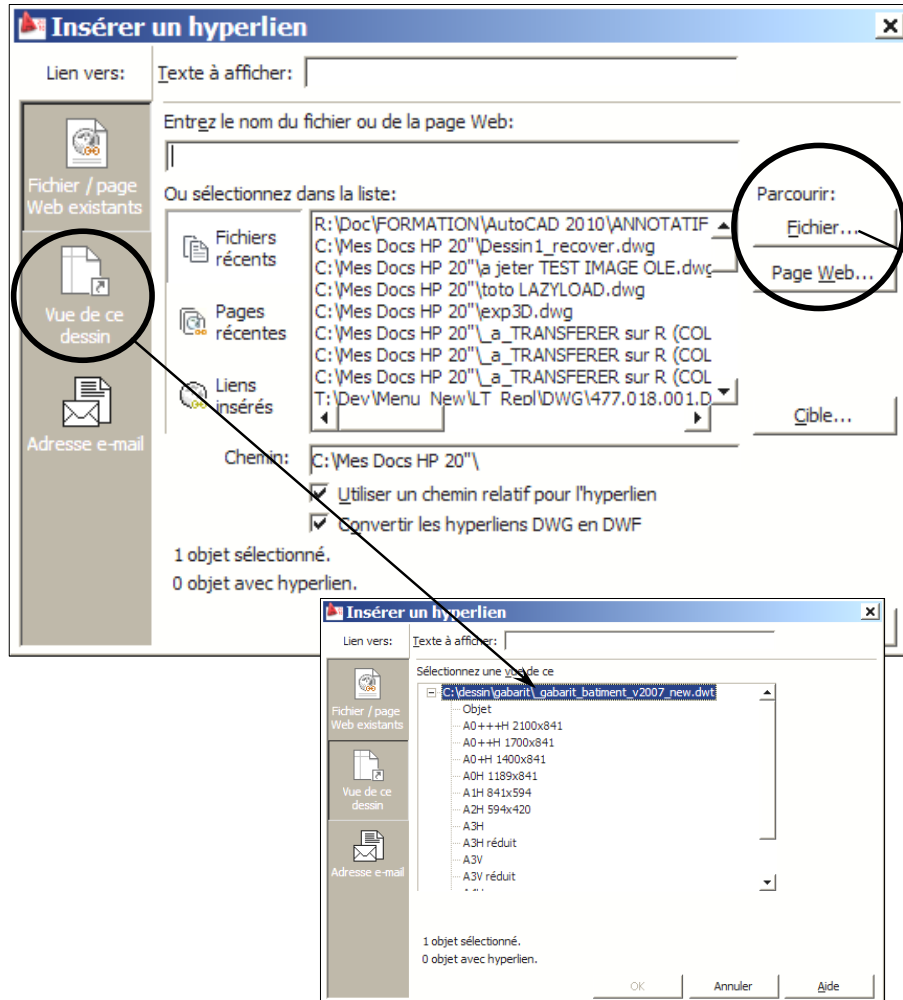 Insérer un hyperlien
Lien vers:
Texte à afficher:
Fichier / page
Web existants
Vue de ce
dessin
Adresse e-mail
Entrez le nom du fichier ou de la page Web:
Ou sélectionnez dans la liste:
Fichiers
récents
Pages
récentes
Liens
insérés
R:\Doc\FORMATION\AutoCAD 2010\ANNOTATIF
C:\Mes Docs HP 20"\Dessin1_recover.dwg
C:\Mes Docs HP 20"\a jeter TEST IMAGE OLE.dwg
C:\Mes Docs HP 20"\toto LAZYLOAD.dwg
C:\Mes Docs HP 20"\exp3D.dwg
C:\Mes Docs HP 20"\_a_TRANSFERER sur R (COL
C:\Mes Docs HP 20"\_a_TRANSFERER sur R (COL
C:\Mes Docs HP 20"\_a_TRANSFERER sur R (COL
T:\Dev\Menu_New\LT_Repl\DWG\477.018.001.D
Parcourir:
Fichier...
Page Web...
Cible...
Chemin:
C:\Mes Docs HP 20"\
Utiliser un chemin relatif pour l'hyperlien
Convertir les hyperliens DWG en DWF
1 objet sélectionné.
0 objet avec hyperlien.
Insérer un hyperlien
Lien vers:
Texte à afficher:
Fichier / page
Web existants
Vue de ce
dessin
Adresse e-mail
Sélectionnez une vue de ce
C:\dessin\gabarit\_gabarit_batiment_v2007_new.dwt
Objet
A0+++H 2100x841
A0++H 1700x841
A0+H 1400x841
A0H 1189x841
A1H 841x594
A2H 594x420
A3H
A3H réduit
A3V
A3V réduit
1 objet sélectionné.
0 objet avec hyperlien.
OK
Annuler
Aide